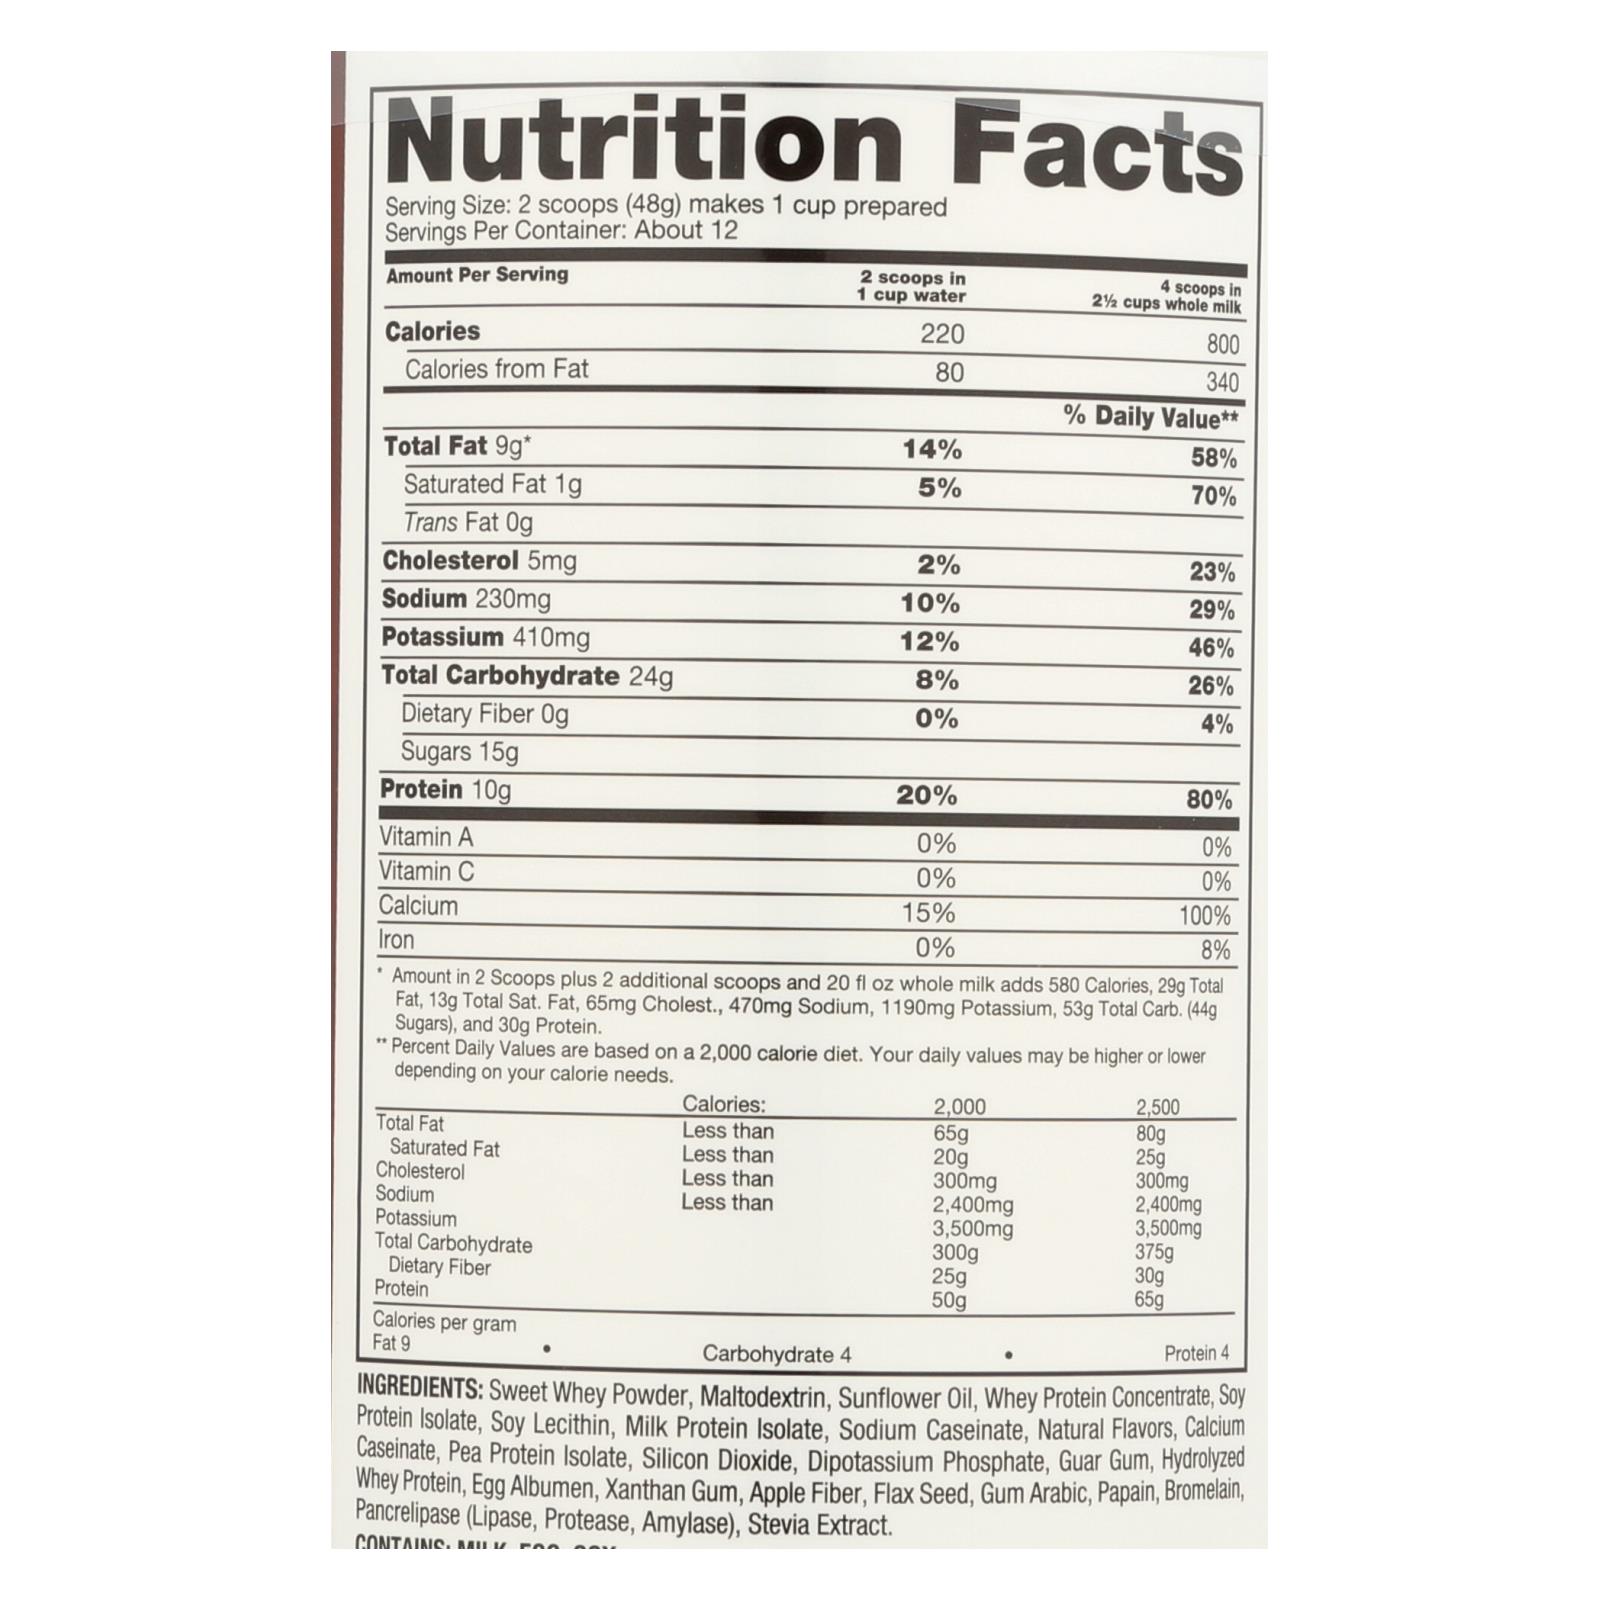 Nutrition Facts
Serving Size: 2 scoops (48g) makes 1 cup prepared
Servings Per Container: About 12
Amount Per Serving 2 scoops in 1 cup water 4 scoops in 2½ cups whole milk
Calories 220 800
Calories from Fat 80 340
% Daily Value**
Total Fat 9g* 14% 58%
Saturated Fat 1g 5% 70%
Trans Fat 0g
Cholesterol 5mg 2% 23%
Sodium 230mg 10% 29%
Potassium 410mg 12% 46%
Total Carbohydrate 24g 8% 26%
Dietary Fiber 0g 0% 4%
Sugars 15g
Protein 10g 20% 80%
Vitamin A 0% 0%
Vitamin C 0% 0%
Calcium 15% 100%
Iron 0% 8%
* Amount in 2 Scoops plus 2 additional scoops and 20 fl oz whole milk adds 580 Calories, 29g Total
Fat, 13g Total Sat. Fat, 65mg Cholest., 470mg Sodium, 1190mg Potassium, 53g Total Carb. (44g
Sugars), and 30g Protein.
** Percent Daily Values are based on a 2,000 calorie diet. Your daily values may be higher or lower
depending on your calorie needs.
Calories: 2,000 2,500
Total Fat Less than 65g 80g
Saturated Fat Less than 20g 25g
Cholesterol Less than 300mg 300mg
Sodium Less than 2,400mg 2,400mg
Potassium 3,500mg 3,500mg
Total Carbohydrate 300g 375g
Dietary Fiber 25g 30g
Protein 50g 65g
Calories per gram
Fat 9 • Carbohydrate 4 • Protein 4
INGREDIENTS: Sweet Whey Powder, Maltodextrin, Sunflower Oil, Whey Protein Concentrate, Soy
Protein Isolate, Soy Lecithin, Milk Protein Isolate, Sodium Caseinate, Natural Flavors, Calcium
Caseinate, Pea Protein Isolate, Silicon Dioxide, Dipotassium Phosphate, Guar Gum, Hydrolyzed
Whey Protein, Egg Albumen, Xanthan Gum, Apple Fiber, Flax Seed, Gum Arabic, Papain, Bromelain,
Pancrelipase (Lipase, Protease, Amylase), Stevia Extract.
CONTAINS: MILK, EGG, SOY